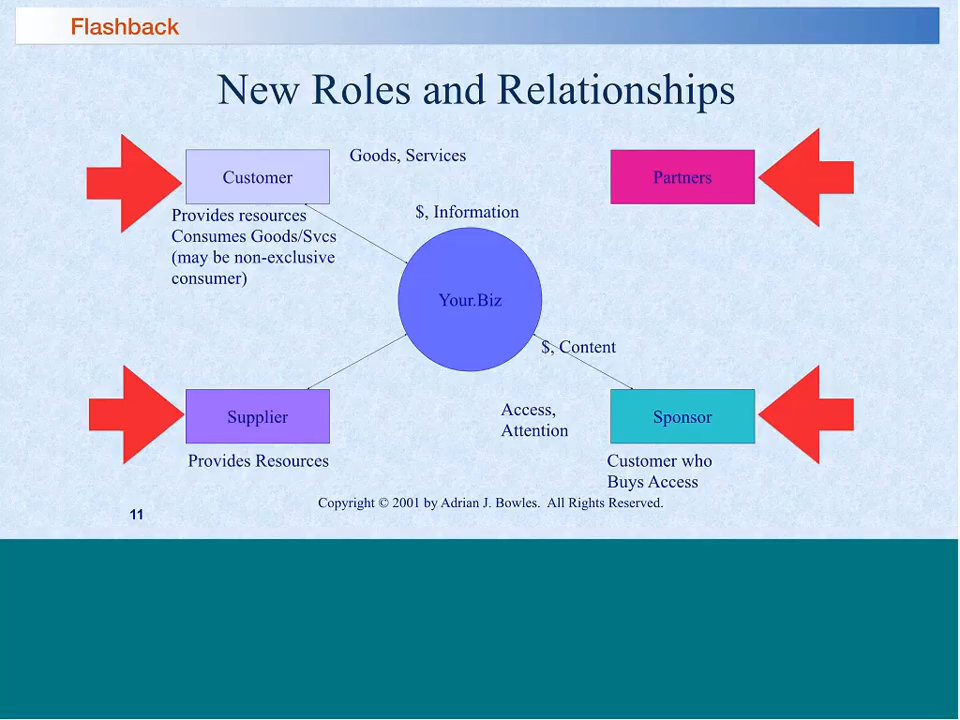 Flashback
New Roles and Relationships
Goods, Services
Customer
Partners
Provides resources
Consumes Goods/Svcs
(may be non-exclusive
consumer)
$, Information
Your.Biz
$, Content
Supplier
Access,
Attention
Sponsor
Provides Resources
Customer who
Buys Access
Copyright © 2001 by Adrian J. Bowles.  All Rights Reserved.
11